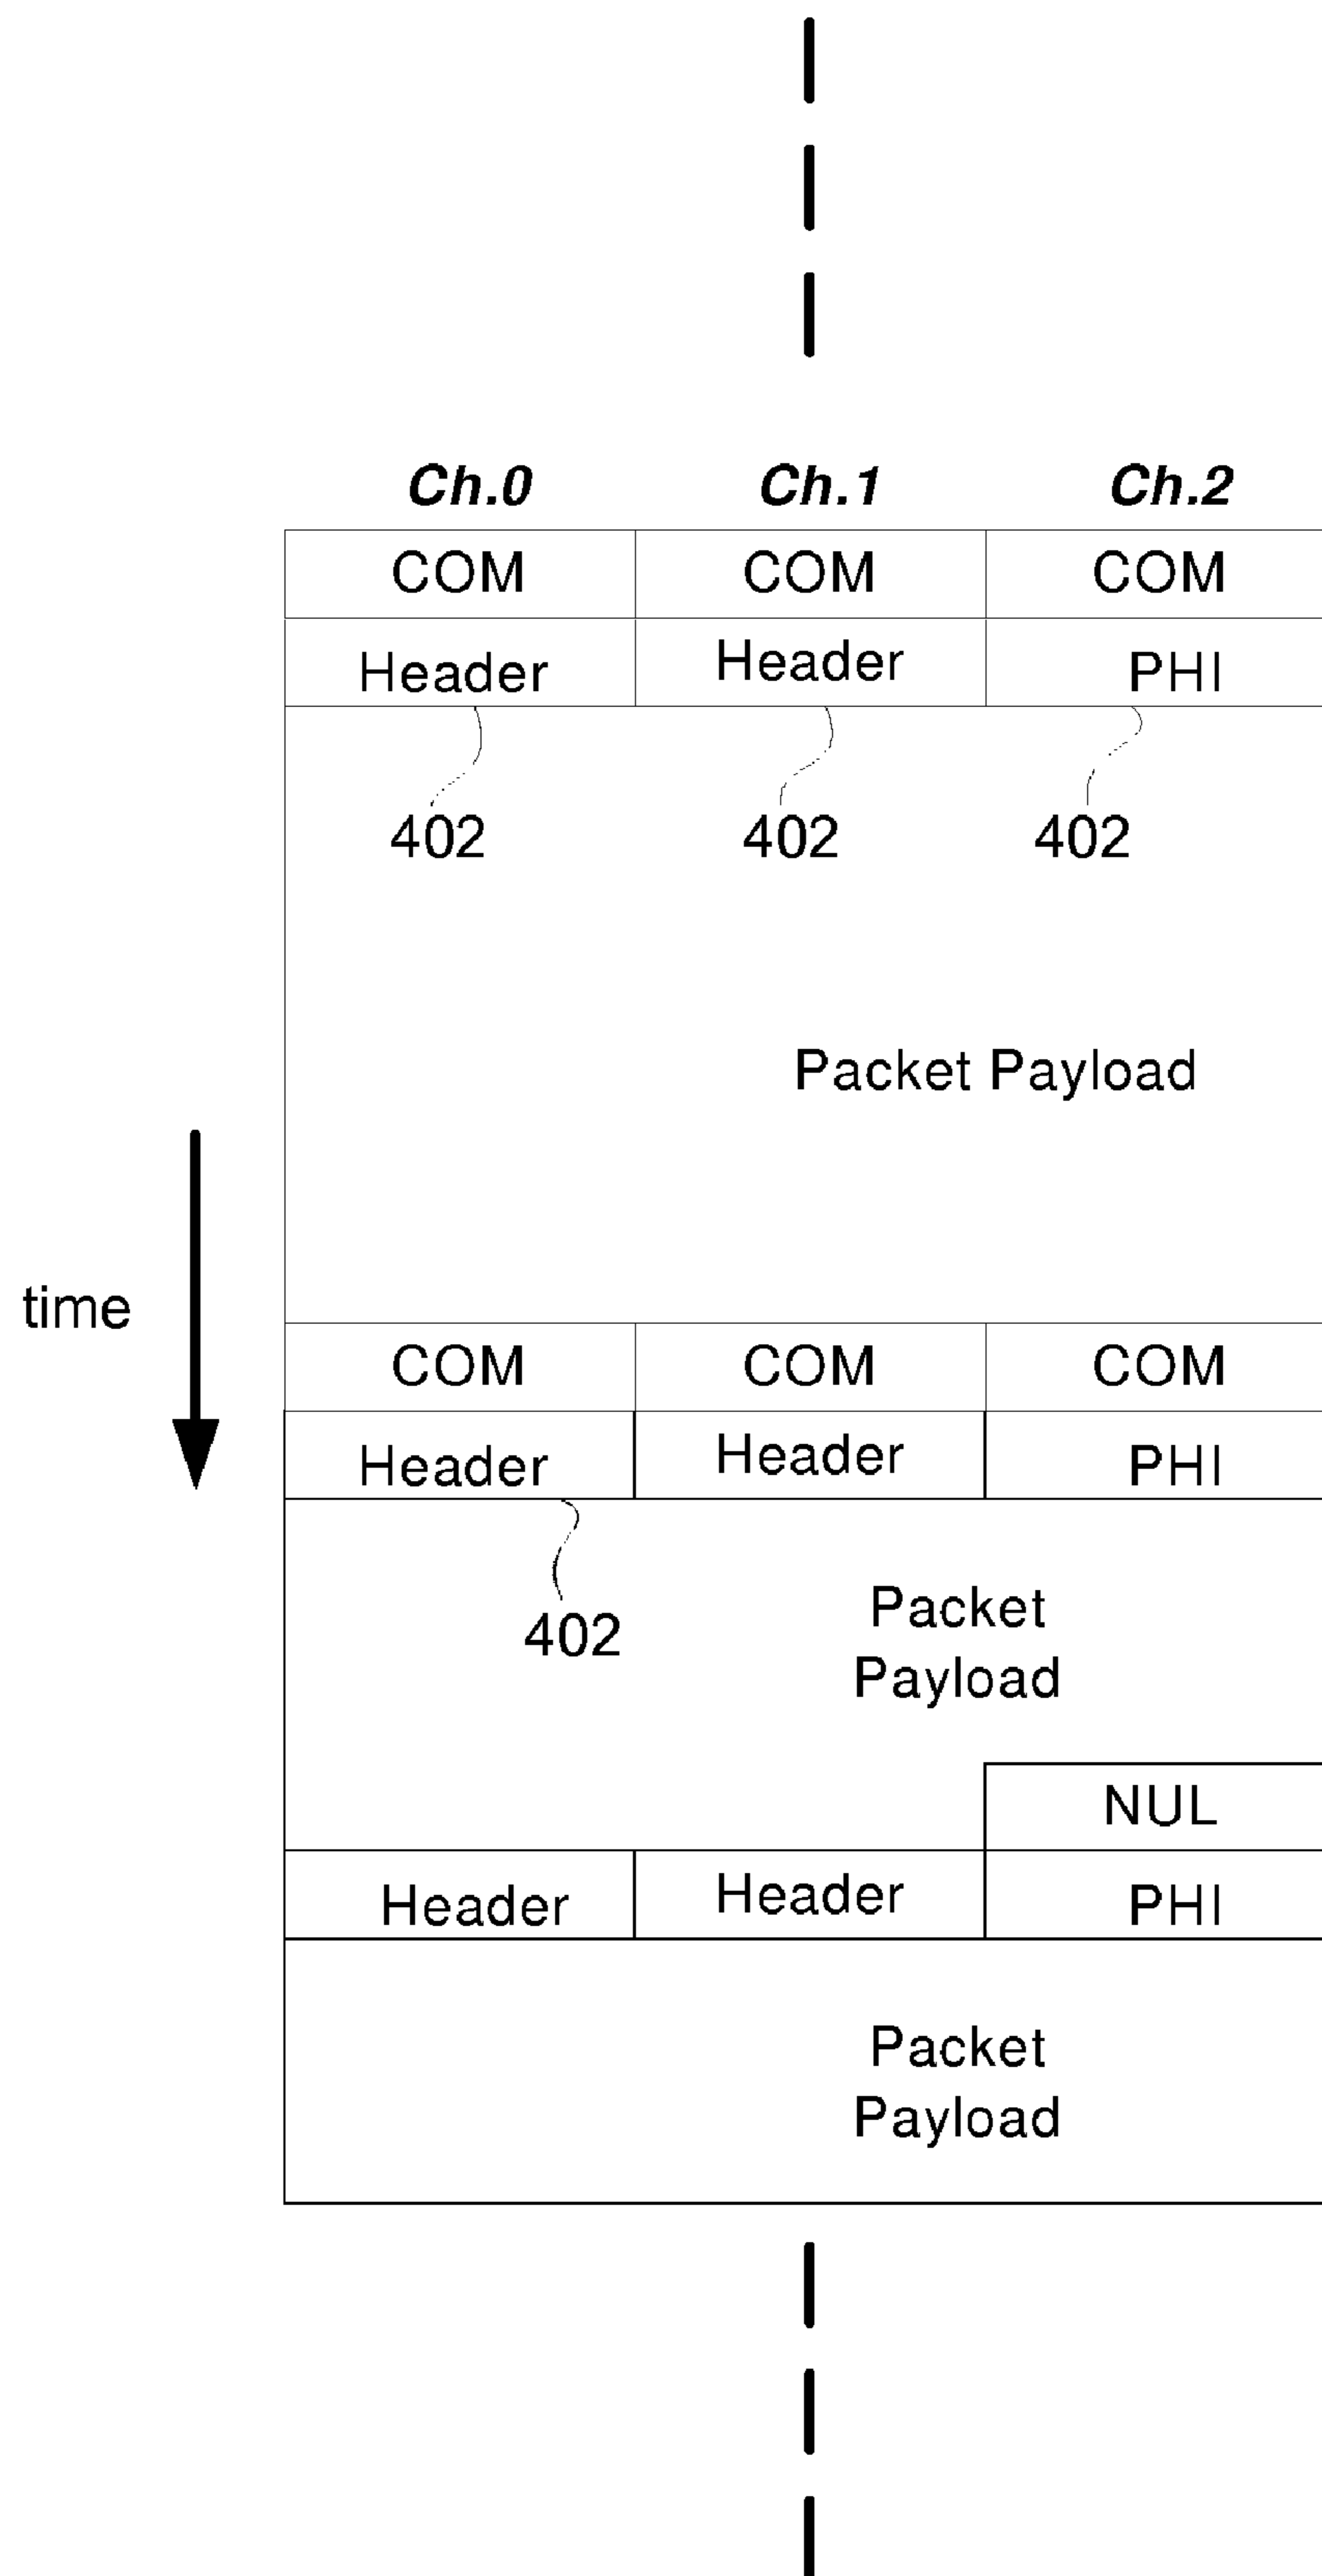 Ch.0 Ch.1 Ch.2
COM COM COM
Header Header PHI
402 402 402
Packet Payload
time
COM COM COM
Header Header PHI
Packet
402
Payload
NUL
Header Header PHI
Packet
Payload